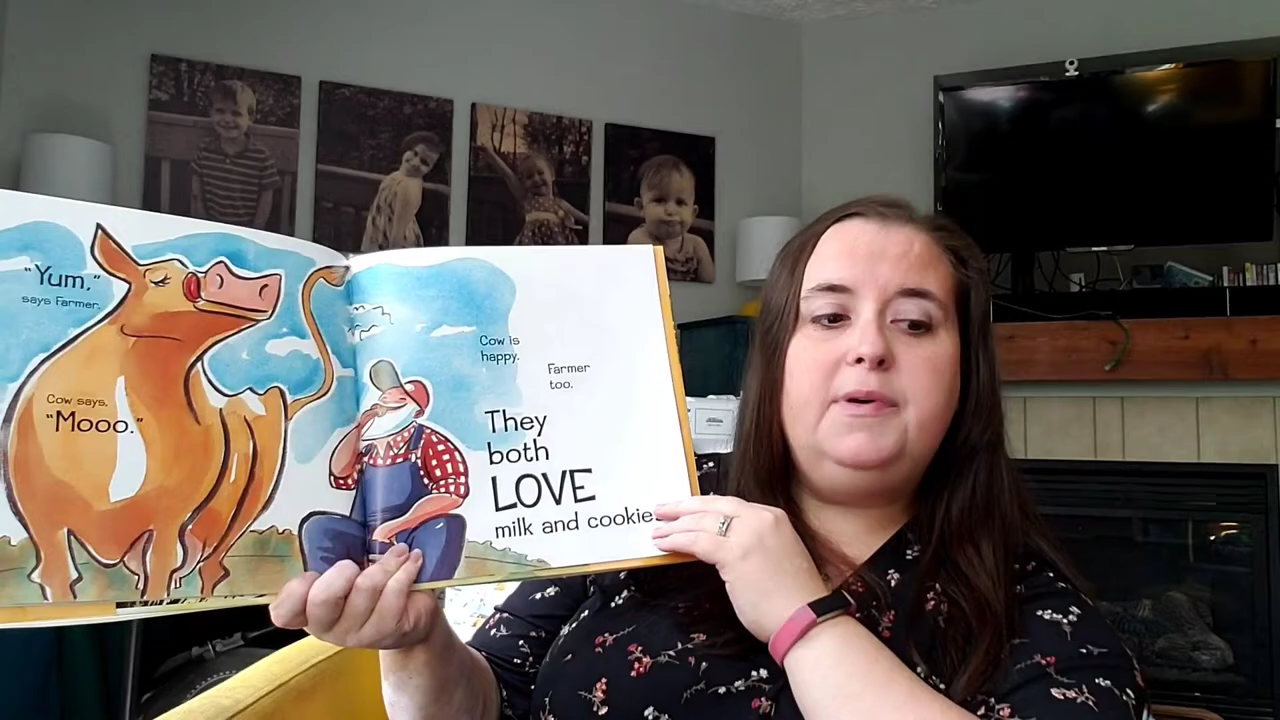 "Yum,"
says Farmer.
Cow says,
"Mooo."
Cow is
happy.
Farmer
too.
They
both
LOVE
milk and cookie